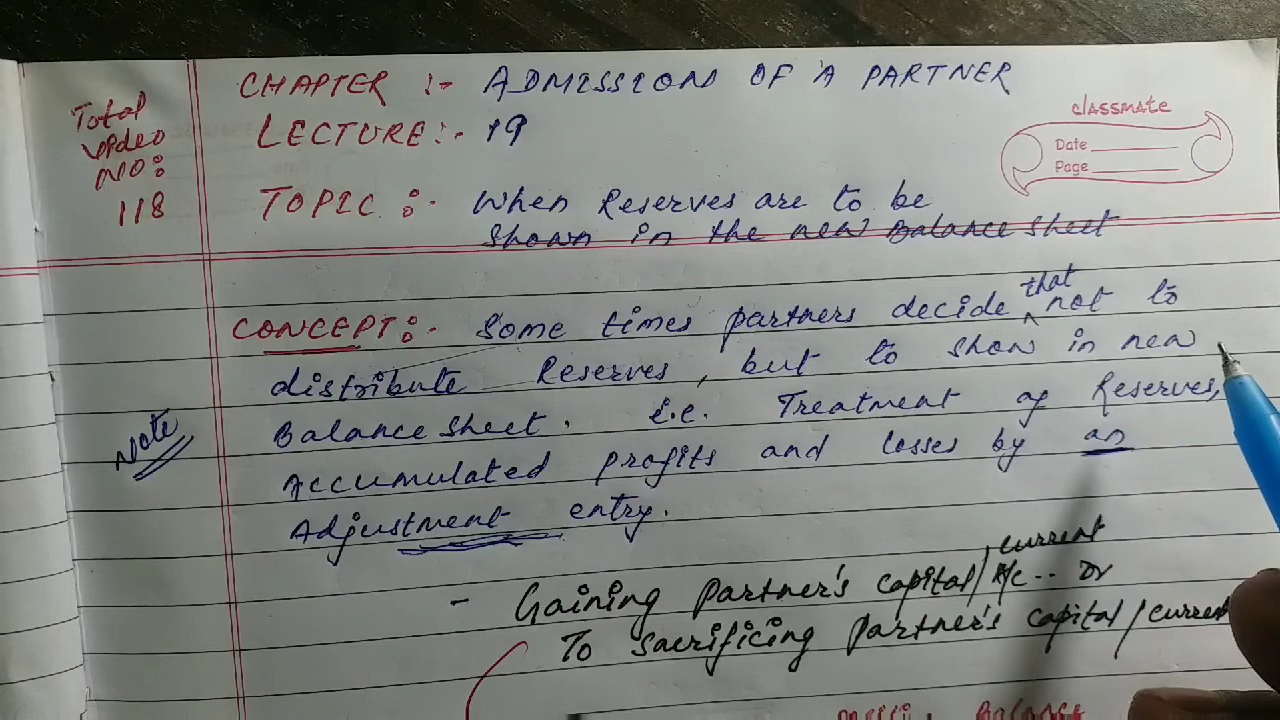 CHAPTER :- ADMISSION OF A PARTNER
Total video NO: 118
LECTURE :- 19
classmate
Date
Page
TOPIC :- When Reserves are to be
shown in the new Balance sheet
CONCEPT :- Some times partners decide that not to
distribute Reserves, but to show in new
Balance sheet. i.e. Treatment of Reserves,
Note
Accumulated profits and losses by an
Adjustment entry.
- Gaining Partner's capital/current A/c .. Dr
To Sacrificing Partner's capital/current